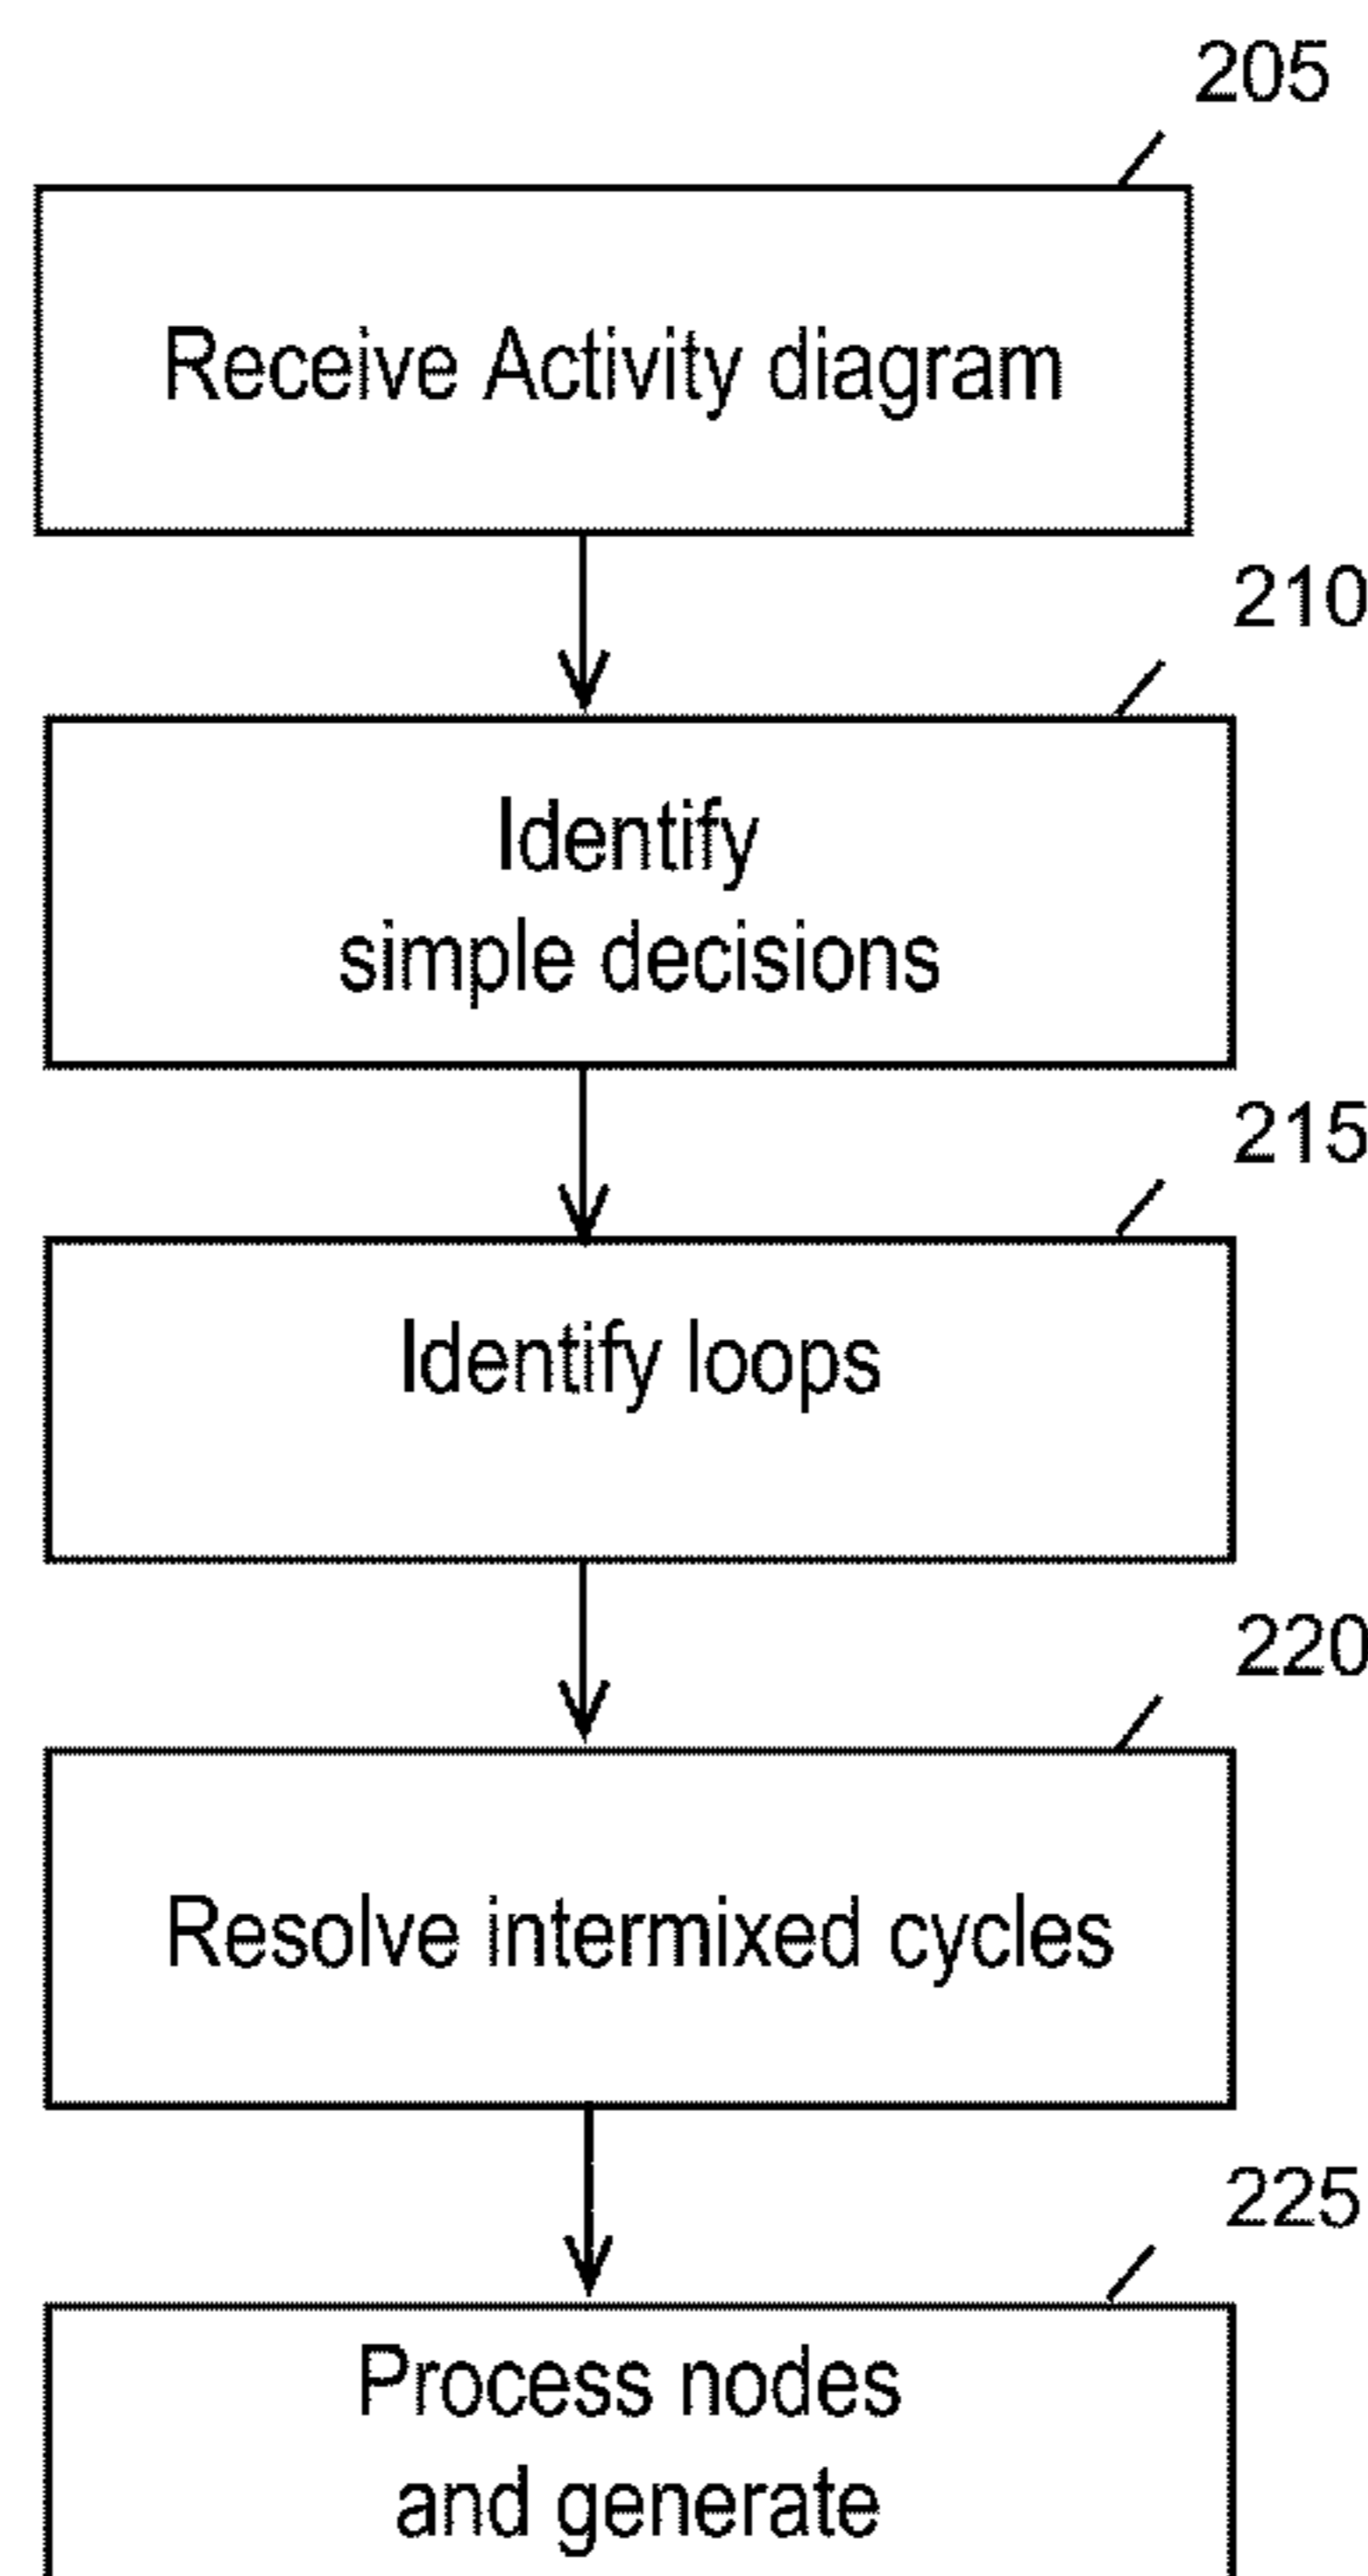 205
Receive Activity diagram
210
Identify
simple decisions
215
Identify loops
220
Resolve intermixed cycles
225
Process nodes
and generate